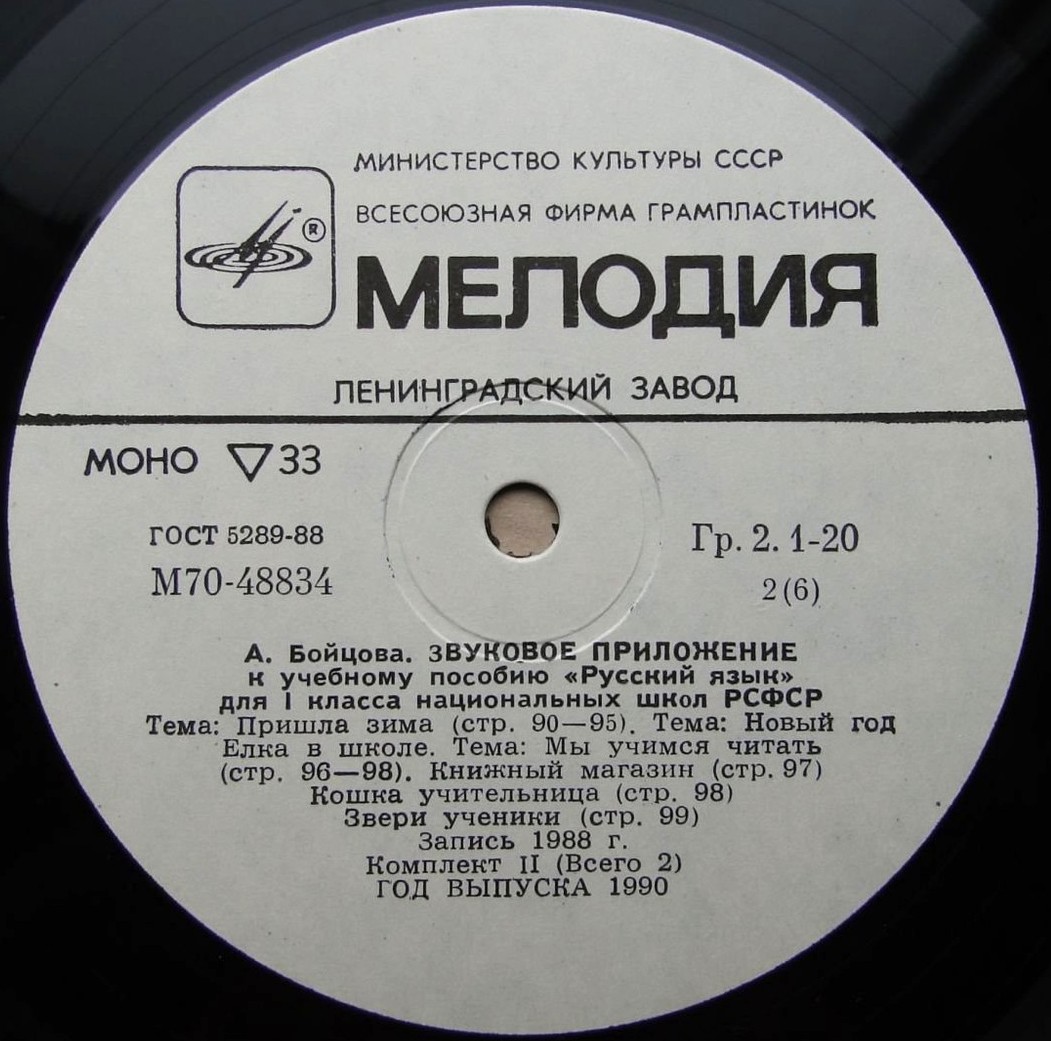 МИНИСТЕРСТВО КУЛЬТУРЫ СССР
ВСЕСОЮЗНАЯ ФИРМА ГРАМПЛАСТИНОК
®
МЕЛОДИЯ
ЛЕНИНГРАДСКИЙ ЗАВОД
МОНО ▽33
ГОСТ 5289-88
Гр. 2. 1-20
М70-48834
2(6)
А. Бойцова. ЗВУКОВОЕ ПРИЛОЖЕНИЕ
к учебному пособию «Русский язык»
для I класса национальных школ РСФСР
Тема: Пришла зима (стр. 90—95). Тема: Новый год
Елка в школе. Тема: Мы учимся читать
(стр. 96—98). Книжный магазин (стр. 97)
Кошка учительница (стр. 98)
Звери ученики (стр. 99)
Запись 1988 г.
Комплект II (Всего 2)
ГОД ВЫПУСКА 1990